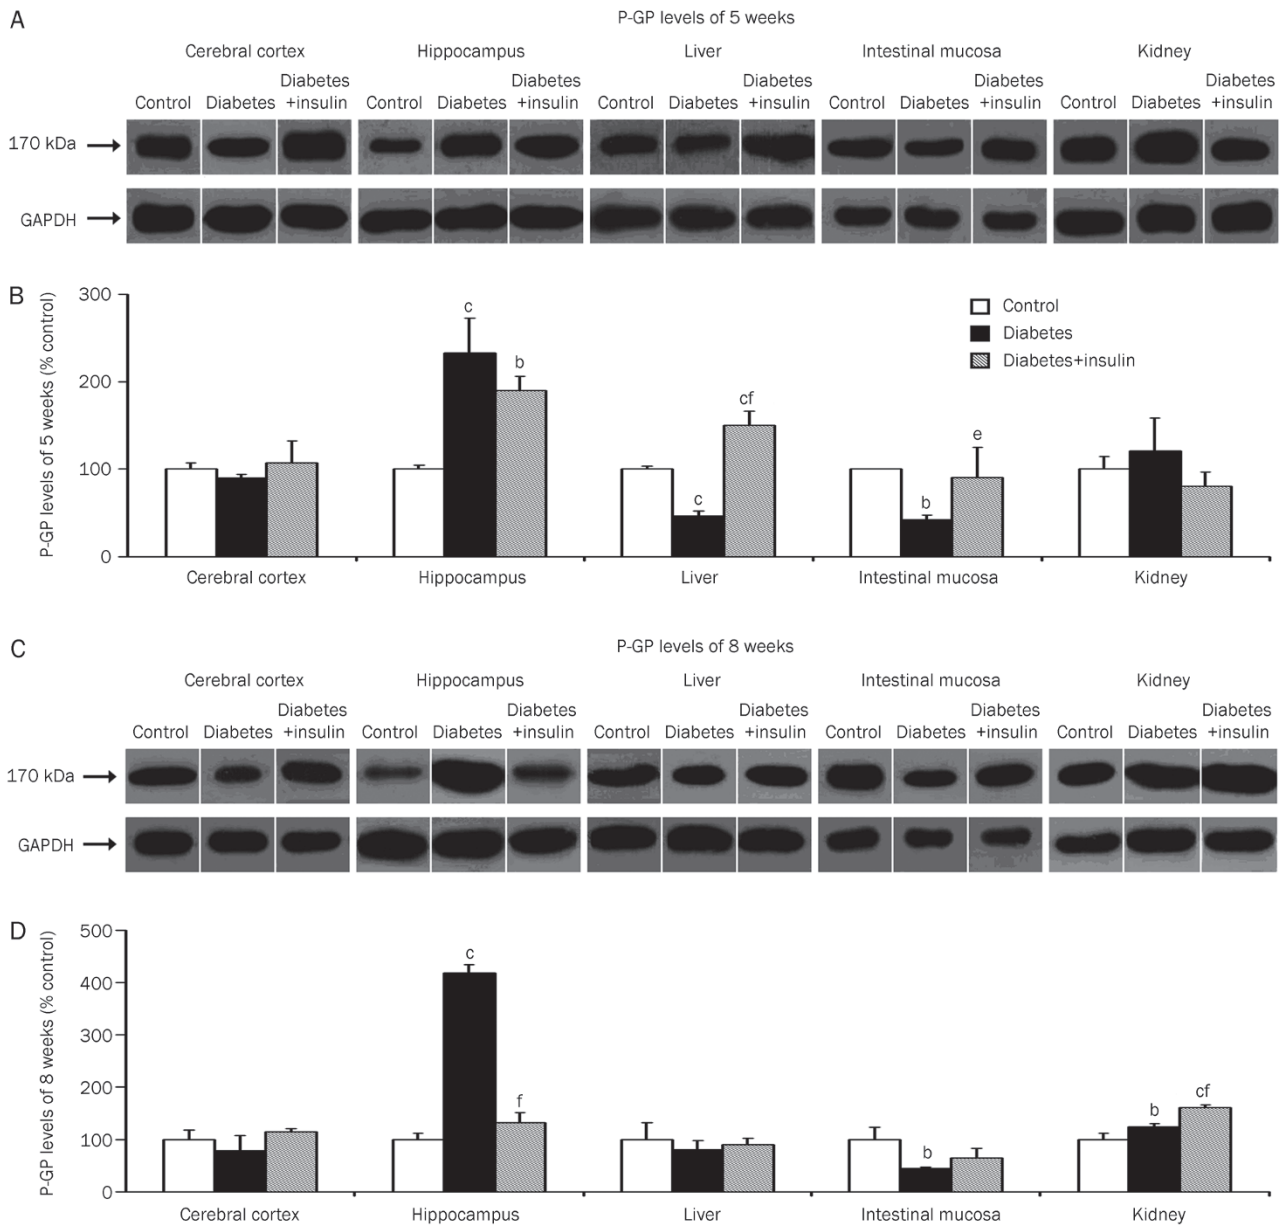 A
P-GP levels of 5 weeks
Cerebral cortex Hippocampus Liver Intestinal mucosa Kidney
Control Diabetes Diabetes +insulin Control Diabetes Diabetes +insulin Control Diabetes Diabetes +insulin Control Diabetes Diabetes +insulin Control Diabetes Diabetes +insulin
170 kDa
GAPDH
B
P-GP levels of 5 weeks (% control)
300
200
100
0
c
b
c
cf
b
e
Control
Diabetes
Diabetes+insulin
Cerebral cortex Hippocampus Liver Intestinal mucosa Kidney
C
P-GP levels of 8 weeks
Cerebral cortex Hippocampus Liver Intestinal mucosa Kidney
Control Diabetes Diabetes +insulin Control Diabetes Diabetes +insulin Control Diabetes Diabetes +insulin Control Diabetes Diabetes +insulin Control Diabetes Diabetes +insulin
170 kDa
GAPDH
D
P-GP levels of 8 weeks (% control)
500
400
300
200
100
0
c
f
b
b
cf
Cerebral cortex Hippocampus Liver Intestinal mucosa Kidney